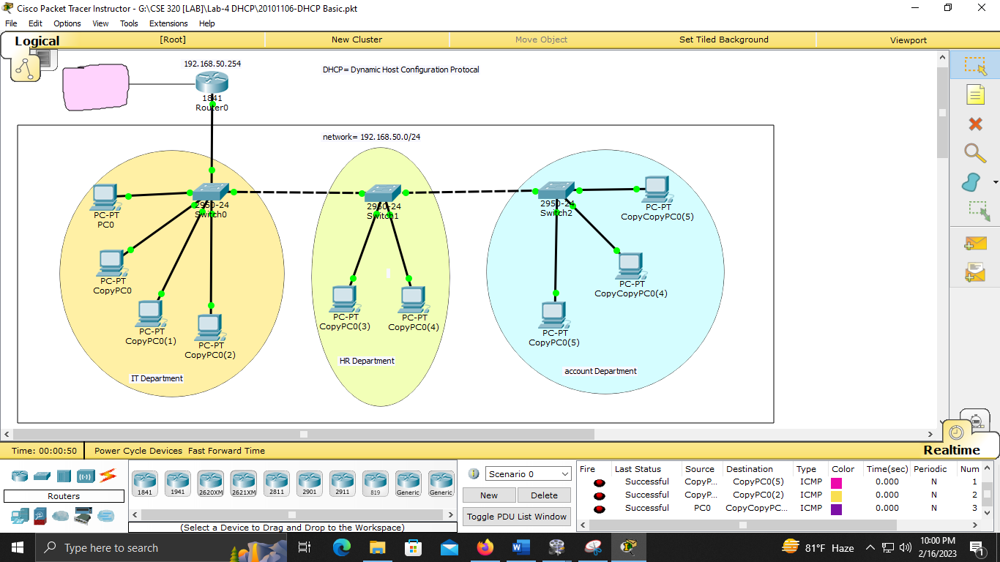 Cisco Packet Tracer Instructor - G:\CSE 320 [LAB]\Lab-4 DHCP\20101106-DHCP Basic.pkt
File Edit Options View Tools Extensions Help
Logical [Root] New Cluster Move Object Set Tiled Background Viewport
192.168.50.254
DHCP= Dynamic Host Configuration Protocal
1841
Router0
network= 192.168.50.0/24
2950-24
Switch0
2950-24
Switch1
2950-24
Switch2
PC-PT
PC0
PC-PT
CopyPC0
PC-PT
CopyPC0(1)
PC-PT
CopyPC0(2)
IT Department
PC-PT
CopyPC0(3)
PC-PT
CopyPC0(4)
HR Department
PC-PT
CopyCopyPC0(5)
PC-PT
CopyCopyPC0(4)
PC-PT
CopyPC0(5)
account Department
Time: 00:00:50 Power Cycle Devices Fast Forward Time
Realtime
Routers
1841 1941 2620XM 2621XM 2811 2901 2911 819 Generic Generic
(Select a Device to Drag and Drop to the Workspace)
Scenario 0
New Delete
Toggle PDU List Window
Fire Last Status Source Destination Type Color Time(sec) Periodic Num
Successful CopyP... CopyPC0(5) ICMP 0.000 N 1
Successful CopyP... CopyPC0(2) ICMP 0.000 N 2
Successful PC0 CopyCopyPC... ICMP 0.000 N 3
Type here to search
81°F Haze
10:00 PM
2/16/2023
1